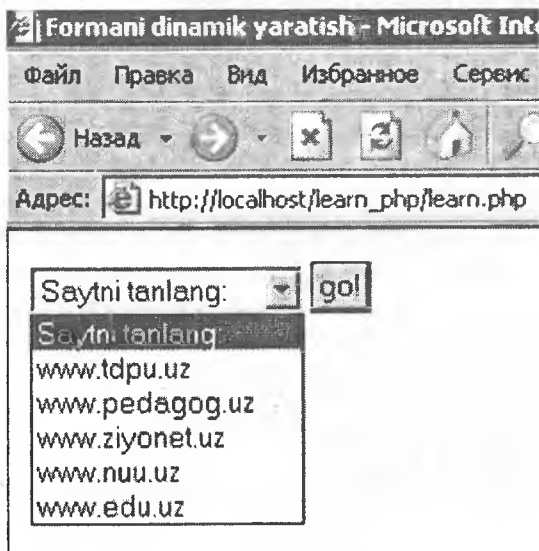 Formani dinamik yaratish - Microsoft Int
Файл Правка Вид Избранное Сервис
Назад
Адрес: http://localhost/learn_php/learn.php
Saytni tanlang: go!
Saytni tanlang:
www.tdpu.uz
www.pedagog.uz
www.ziyonet.uz
www.nuu.uz
www.edu.uz